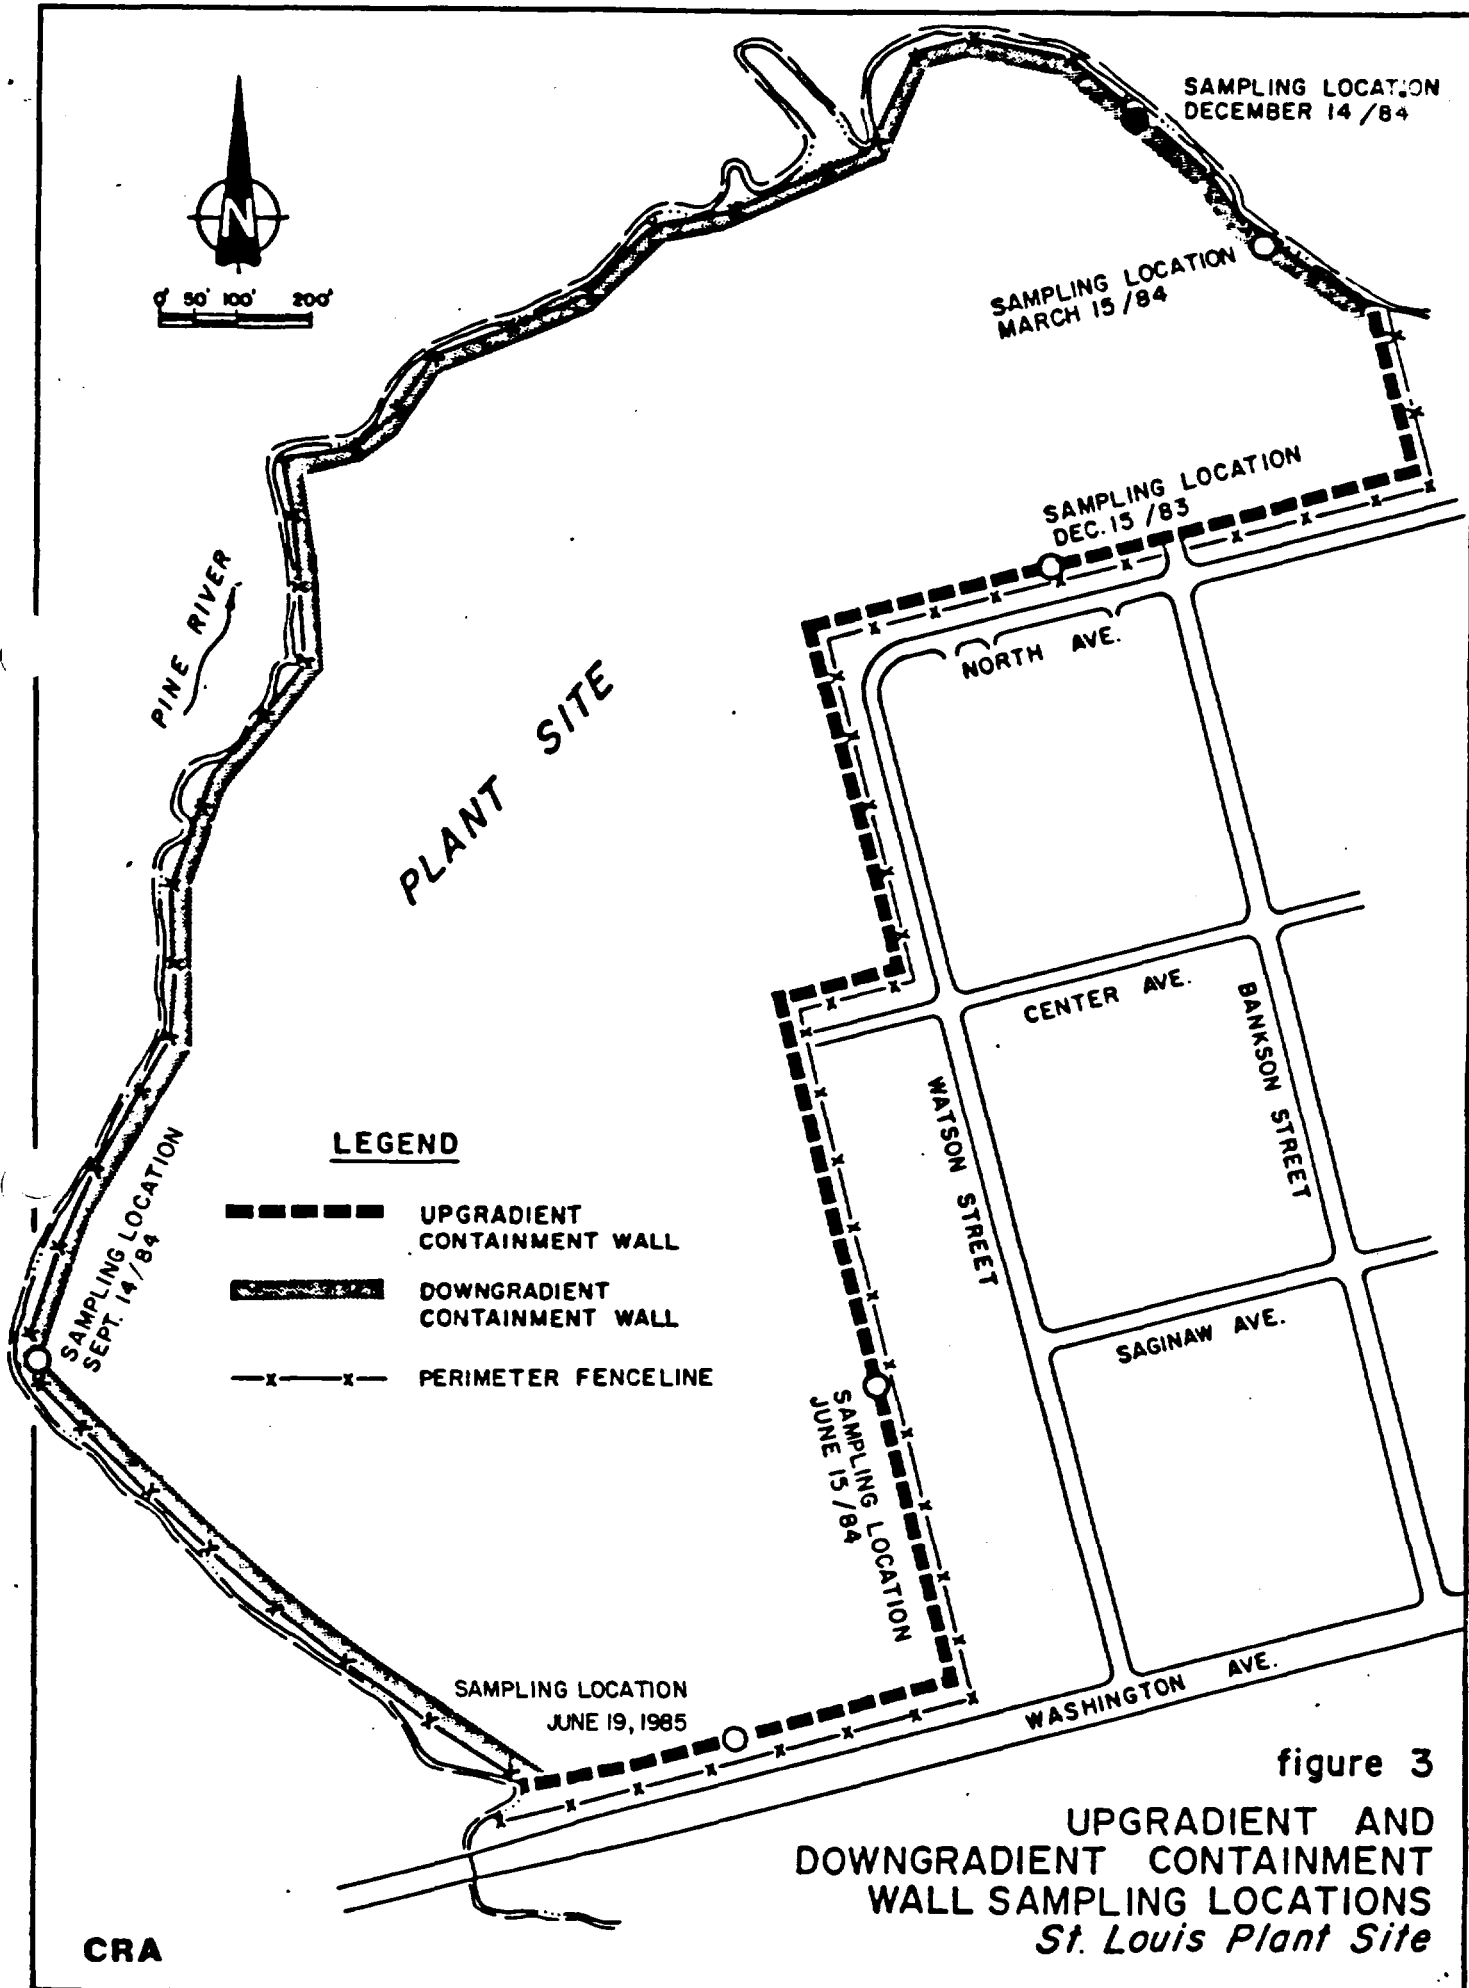 SAMPLING LOCATION
DECEMBER 14/84
N
0' 50' 100' 200'
SAMPLING LOCATION
MARCH 15/84
SAMPLING LOCATION
DEC. 15/83
PINE RIVER
NORTH AVE.
PLANT SITE
CENTER AVE.
BANKSON STREET
WATSON STREET
SAMPLING LOCATION
SEPT. 14/84
LEGEND
UPGRADIENT
CONTAINMENT WALL
DOWNGRADIENT
CONTAINMENT WALL
PERIMETER FENCELINE
SAGINAW AVE.
SAMPLING LOCATION
JUNE 15/84
SAMPLING LOCATION
JUNE 19, 1985
WASHINGTON AVE.
figure 3
UPGRADIENT AND
DOWNGRADIENT CONTAINMENT
WALL SAMPLING LOCATIONS
St. Louis Plant Site
CRA